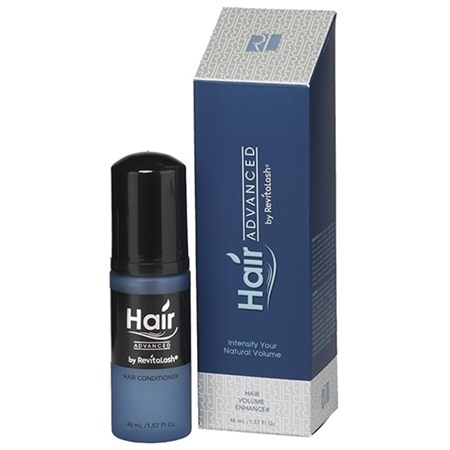 Hair
ADVANCED
by RevitaLash®
HAIR CONDITIONER
46 mL / 1.57 Fl Oz
R
Hair
ADVANCED
by RevitaLash®
Intensify Your
Natural Volume
HAIR
VOLUME
ENHANCER
46 mL / 1.57 Fl Oz